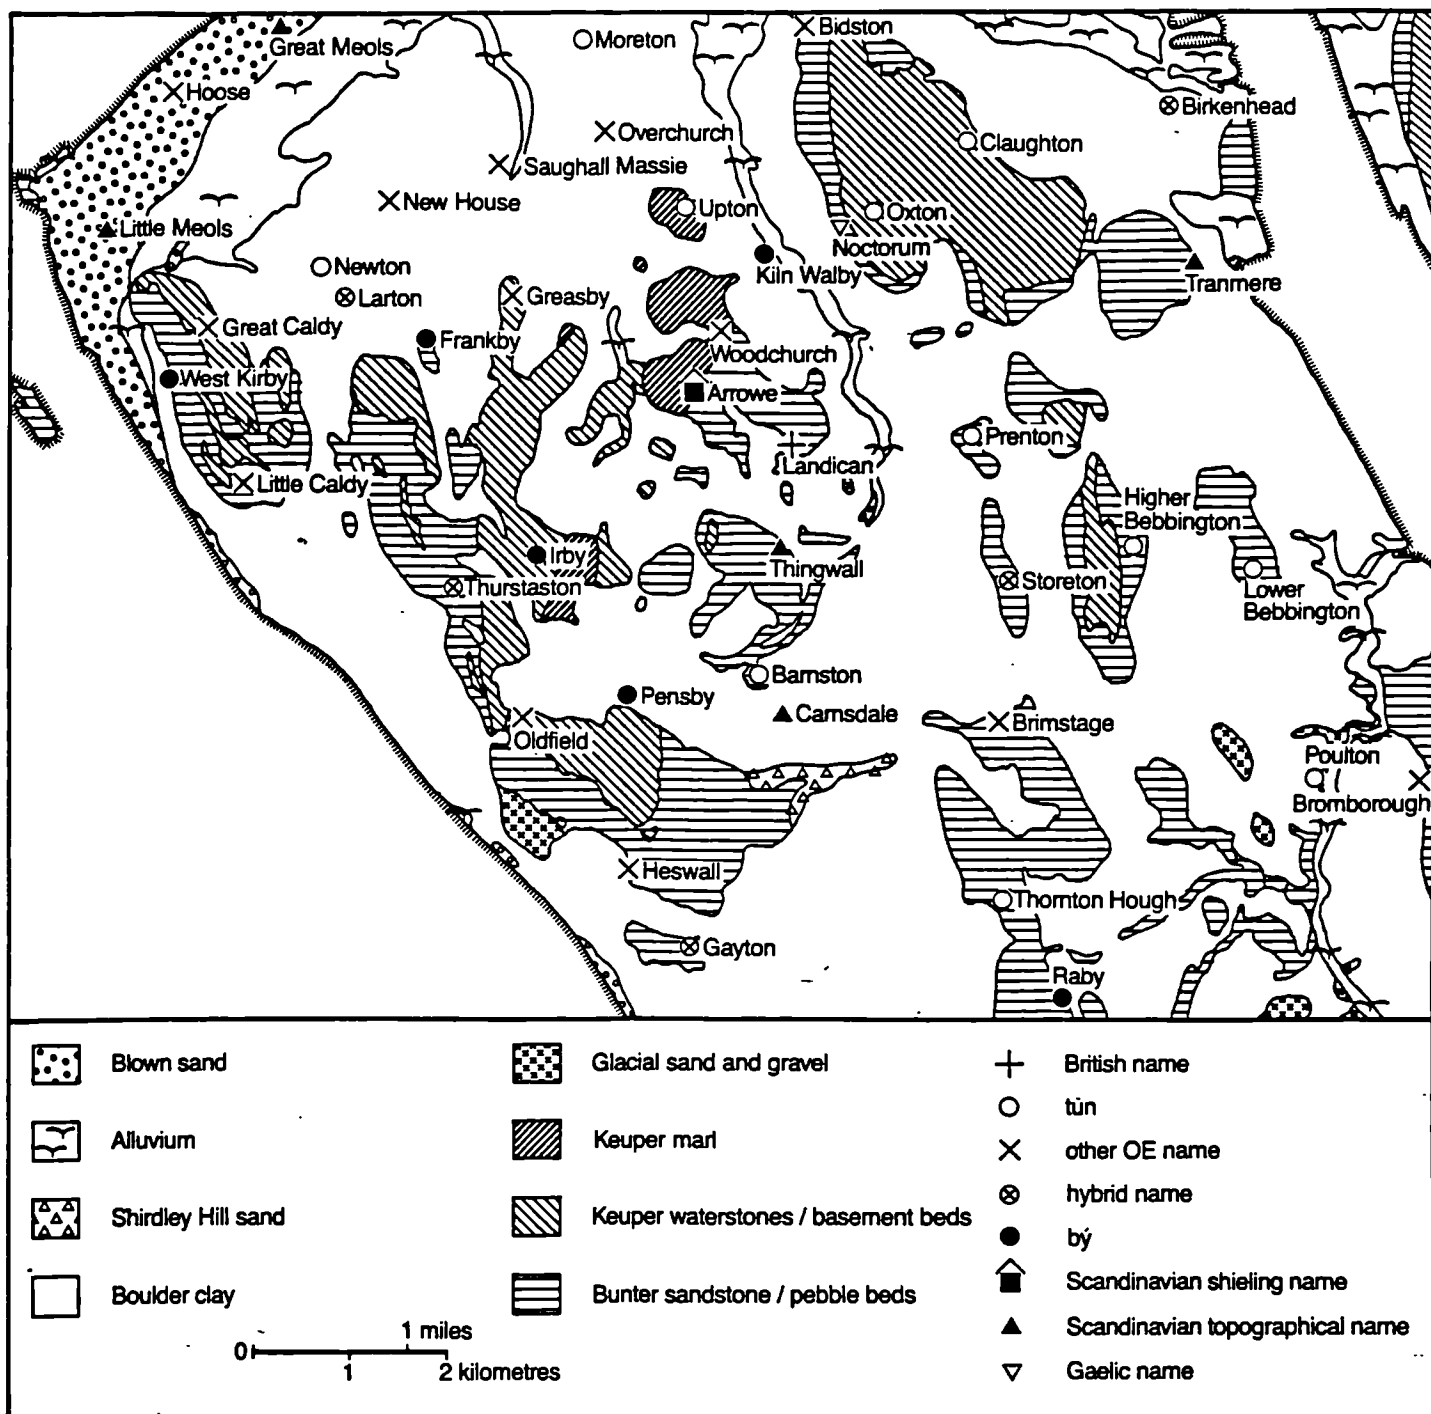 Great Meols
Moreton
Bidston
Hoose
Birkenhead
Overchurch
Claughton
Saughall Massie
New House
Upton
Oxton
Little Meols
Noctorum
Newton
Kiln Walby
Tranmere
Larton
Greasby
Great Caldy
Frankby
Woodchurch
West Kirby
Arrowe
Prenton
Landican
Little Caldy
Higher
Bebbington
Irby
Thingwall
Thurstaston
Storeton
Lower
Bebbington
Barnston
Pensby
Carnsdale
Brimstage
Oldfield
Poulton
Bromborough
Heswall
Thornton Hough
Gayton
Raby
Blown sand
Alluvium
Shirdley Hill sand
Boulder clay
Glacial sand and gravel
Keuper marl
Keuper waterstones / basement beds
Bunter sandstone / pebble beds
British name
tūn
other OE name
hybrid name
bý
Scandinavian shieling name
Scandinavian topographical name
Gaelic name
1 miles
0
1 2 kilometres